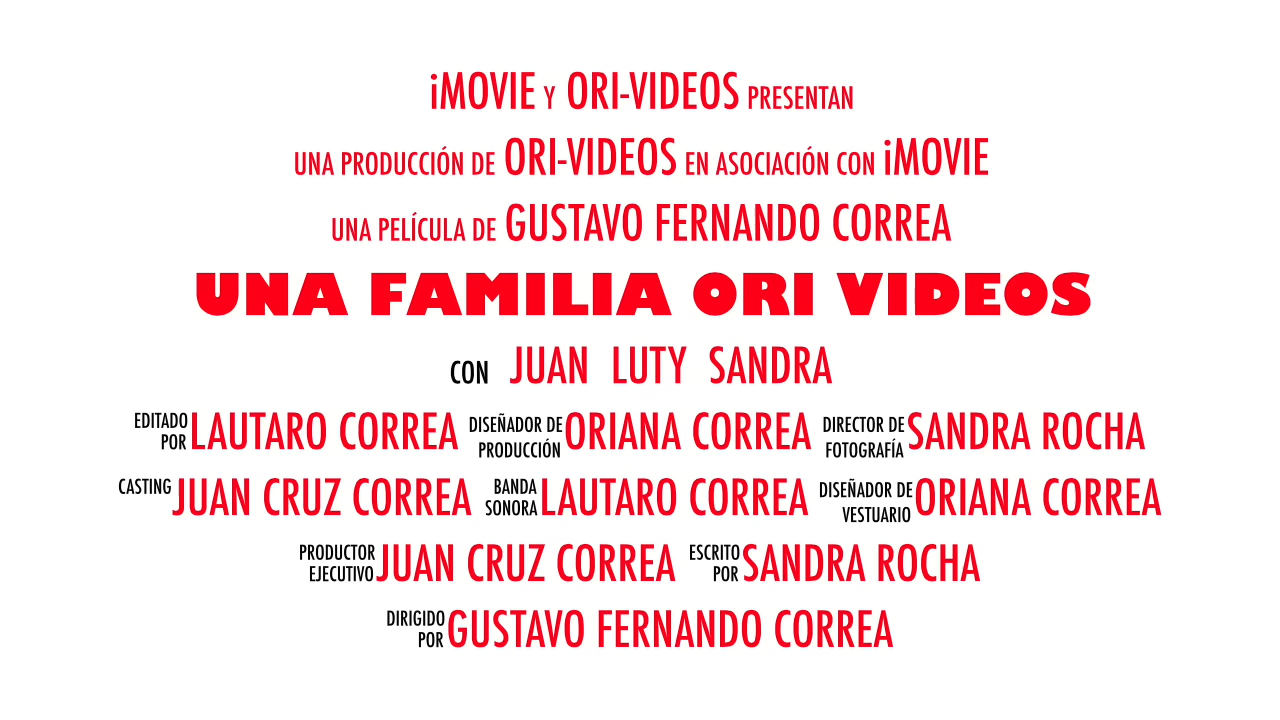 iMOVIE Y ORI-VIDEOS PRESENTAN
UNA PRODUCCIÓN DE ORI-VIDEOS EN ASOCIACIÓN CON iMOVIE
UNA PELÍCULA DE GUSTAVO FERNANDO CORREA
UNA FAMILIA ORI VIDEOS
CON JUAN LUTY SANDRA
EDITADO POR LAUTARO CORREA DISEÑADOR DE PRODUCCIÓN ORIANA CORREA DIRECTOR DE FOTOGRAFÍA SANDRA ROCHA
CASTING JUAN CRUZ CORREA BANDA SONORA LAUTARO CORREA DISEÑADOR DE VESTUARIO ORIANA CORREA
PRODUCTOR EJECUTIVO JUAN CRUZ CORREA ESCRITO POR SANDRA ROCHA
DIRIGIDO POR GUSTAVO FERNANDO CORREA